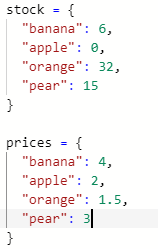 stock = {
  "banana": 6,
  "apple": 0,
  "orange": 32,
  "pear": 15
}

prices = {
  "banana": 4,
  "apple": 2,
  "orange": 1.5,
  "pear": 3
}